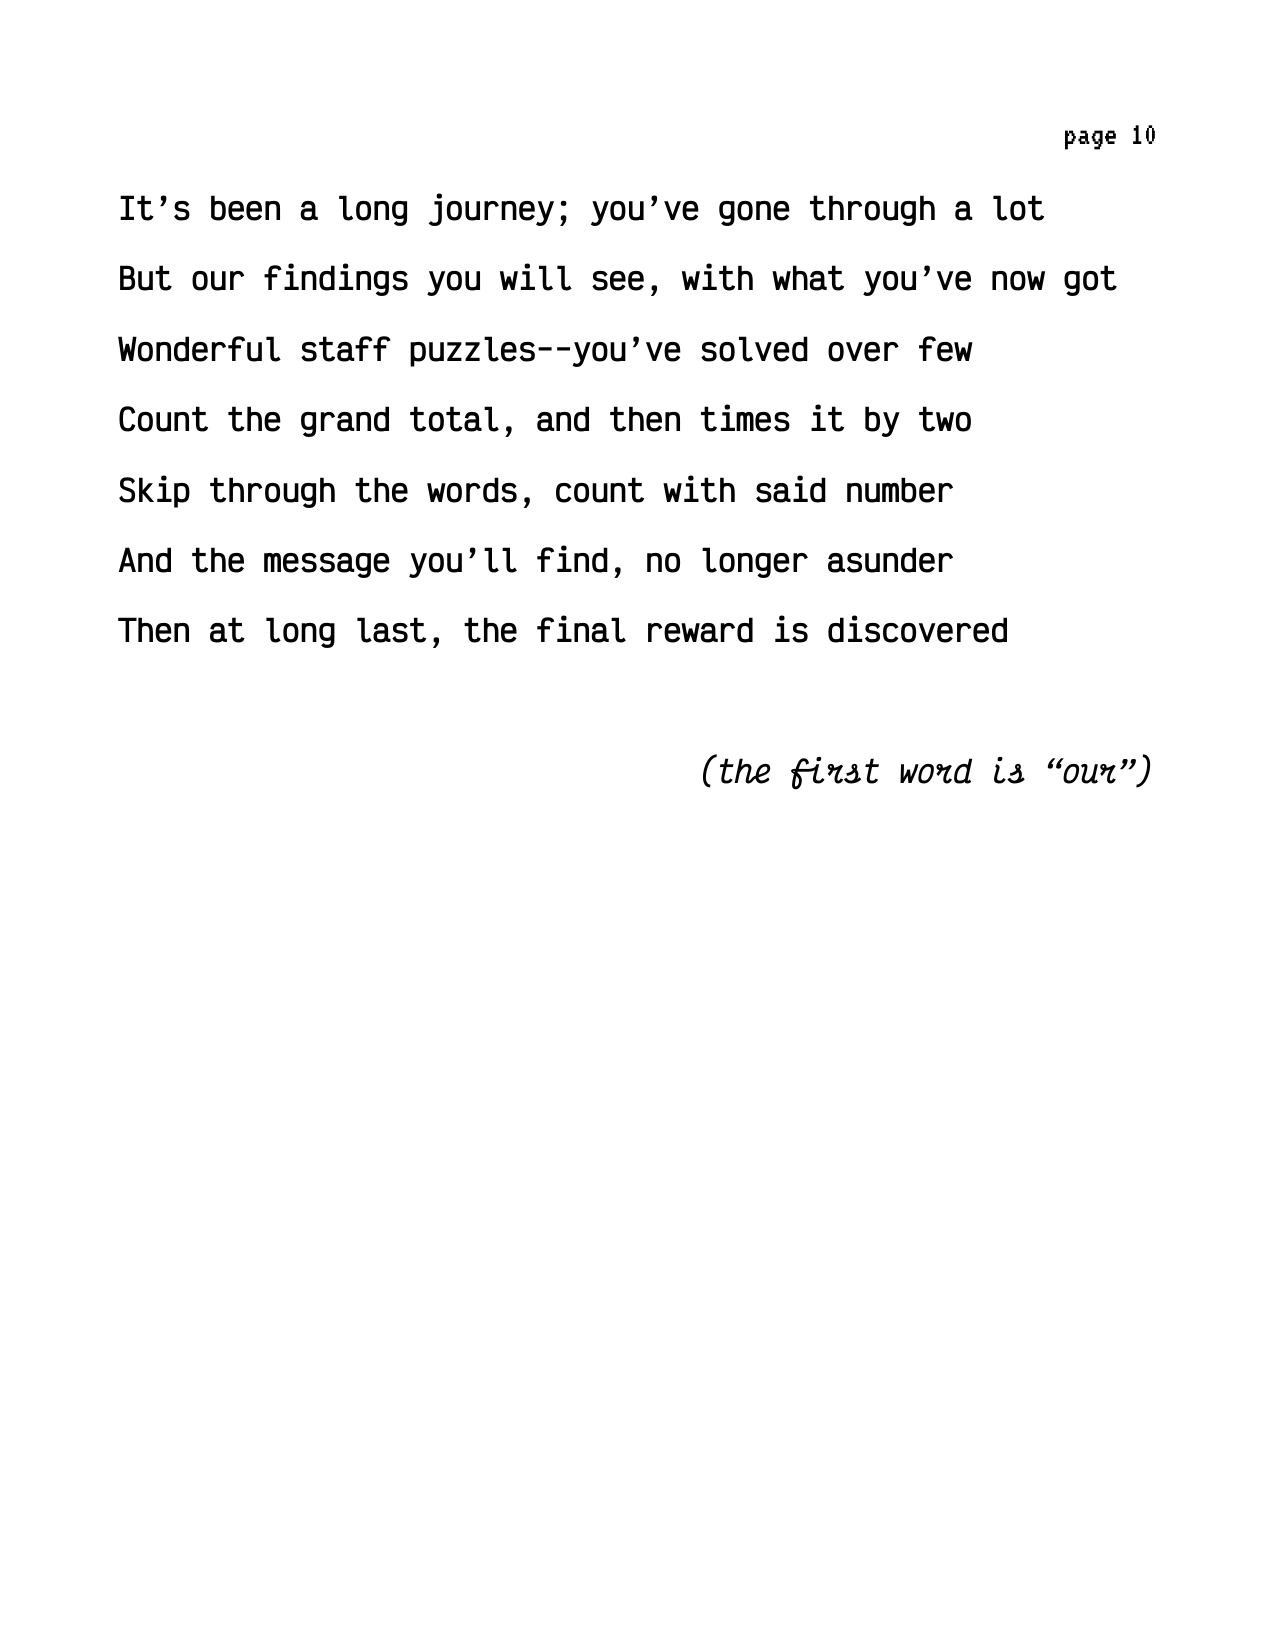 page 10
It’s been a long journey; you’ve gone through a lot
But our findings you will see, with what you’ve now got
Wonderful staff puzzles--you’ve solved over few
Count the grand total, and then times it by two
Skip through the words, count with said number
And the message you’ll find, no longer asunder
Then at long last, the final reward is discovered
(the first word is “our”)